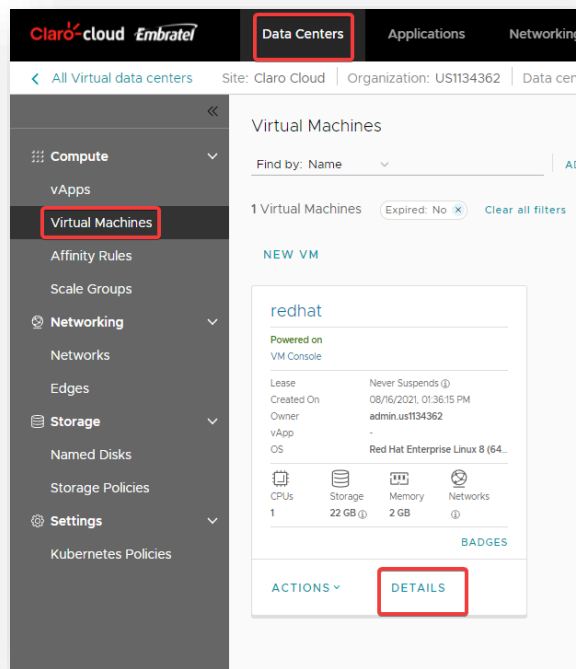 Claro-cloud Embratel Data Centers Applications Networking
All Virtual data centers Site: Claro Cloud Organization: US1134362 Data cen
Compute
vApps
Virtual Machines
Affinity Rules
Scale Groups
Networking
Networks
Edges
Storage
Named Disks
Storage Policies
Settings
Kubernetes Policies
Virtual Machines
Find by: Name
1 Virtual Machines Expired: No Clear all filters
NEW VM
redhat
Powered on
VM Console
Lease Never Suspends
Created On 08/16/2021, 01:36:15 PM
Owner admin.us1134362
vApp -
OS Red Hat Enterprise Linux 8 (64...
CPUs Storage Memory Networks
1 22 GB 2 GB
BADGES
ACTIONS DETAILS